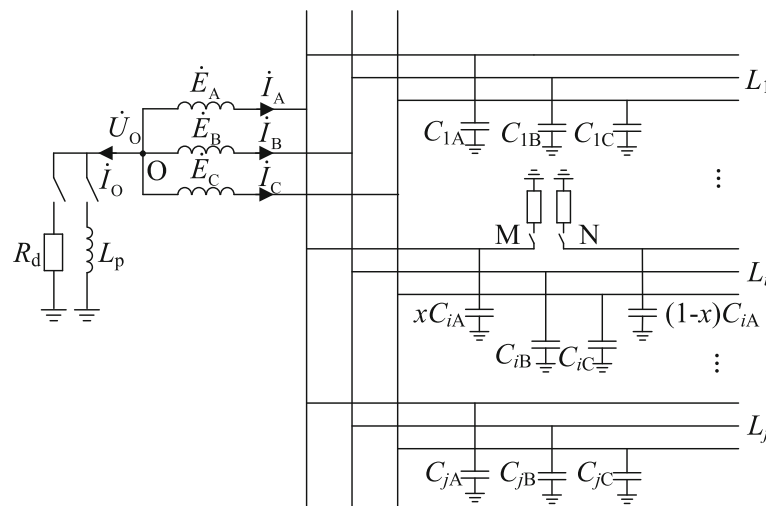 Ė_A
İ_A
L_1
U̇_O
Ė_B
İ_B
C_1A
C_1B
C_1C
İ_O
O
Ė_C
İ_C
⋮
M
N
R_d
L_p
L_i
xC_iA
(1-x)C_iA
C_iB
C_iC
⋮
L_j
C_jA
C_jB
C_jC